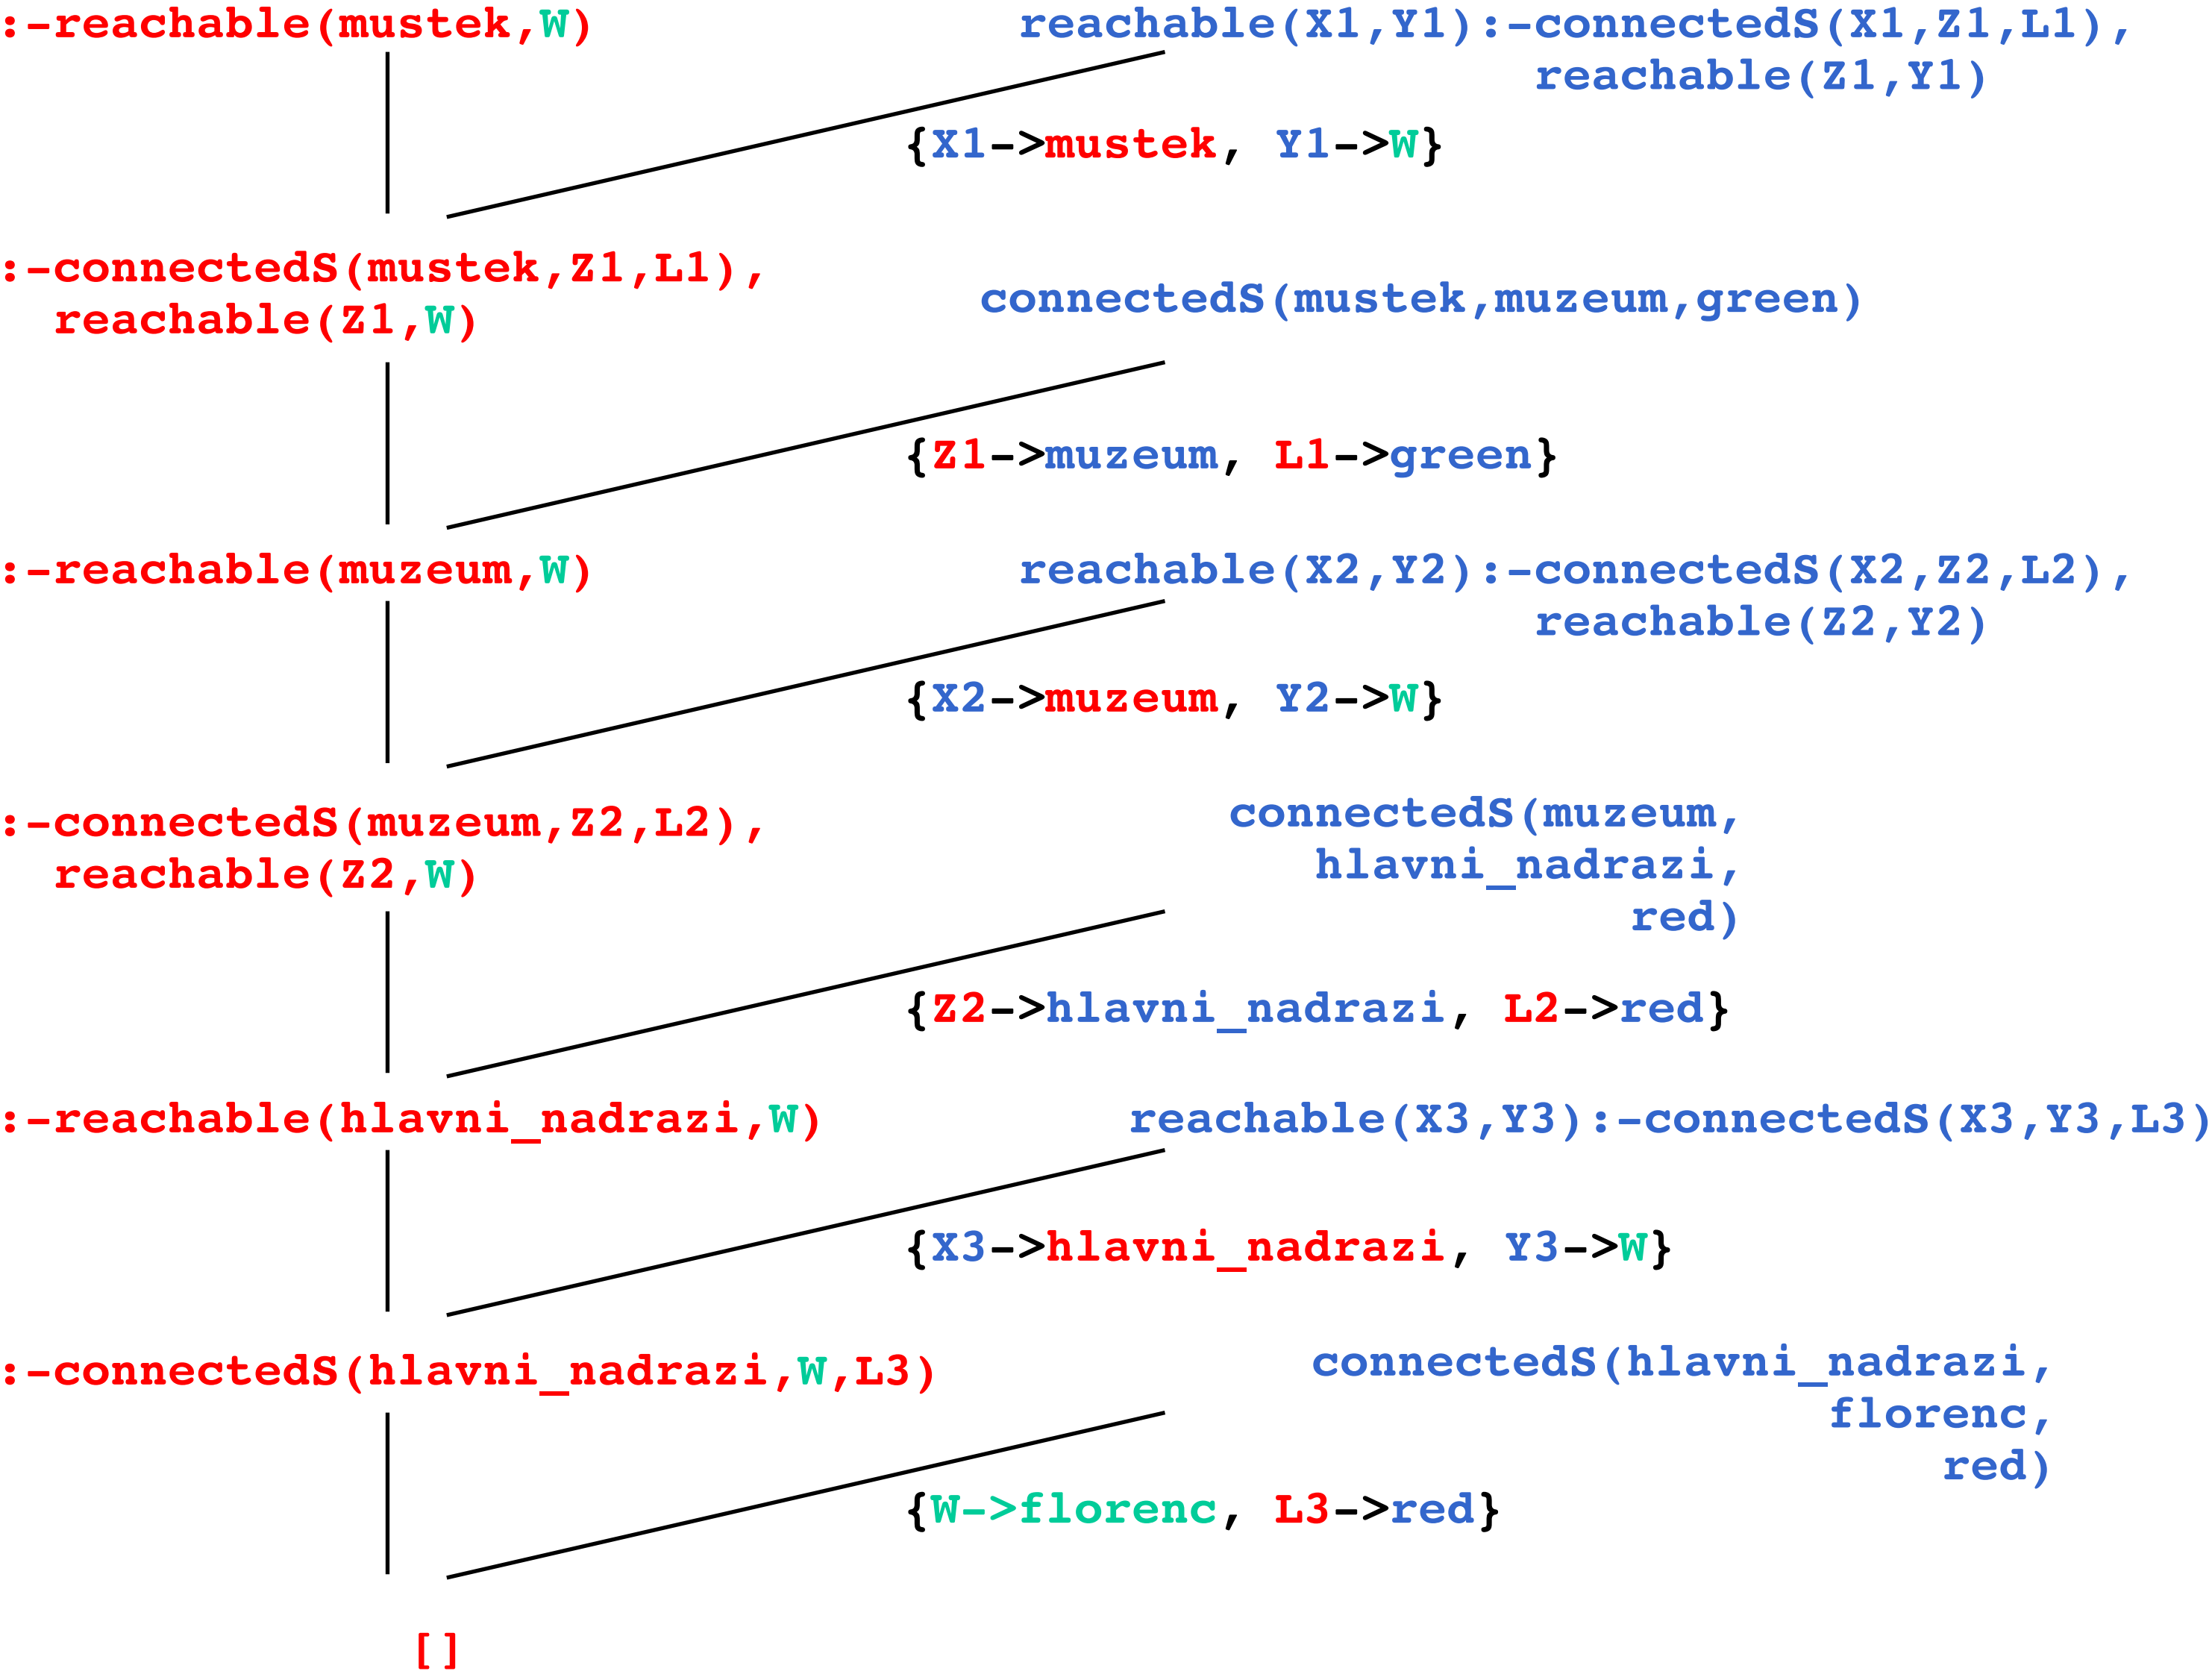 :-reachable(mustek,W)
reachable(X1,Y1):-connectedS(X1,Z1,L1),
reachable(Z1,Y1)
{X1->mustek, Y1->W}
:-connectedS(mustek,Z1,L1),
reachable(Z1,W)
connectedS(mustek,muzeum,green)
{Z1->muzeum, L1->green}
:-reachable(muzeum,W)
reachable(X2,Y2):-connectedS(X2,Z2,L2),
reachable(Z2,Y2)
{X2->muzeum, Y2->W}
:-connectedS(muzeum,Z2,L2),
reachable(Z2,W)
connectedS(muzeum,
hlavni_nadrazi,
red)
{Z2->hlavni_nadrazi, L2->red}
:-reachable(hlavni_nadrazi,W)
reachable(X3,Y3):-conectedS(X3,Y3,L3)
{X3->hlavni_nadrazi, Y3->W}
:-connectedS(hlavni_nadrazi,W,L3)
connectedS(hlavni_nadrazi,
florenc,
red)
{W->florenc, L3->red}
[]